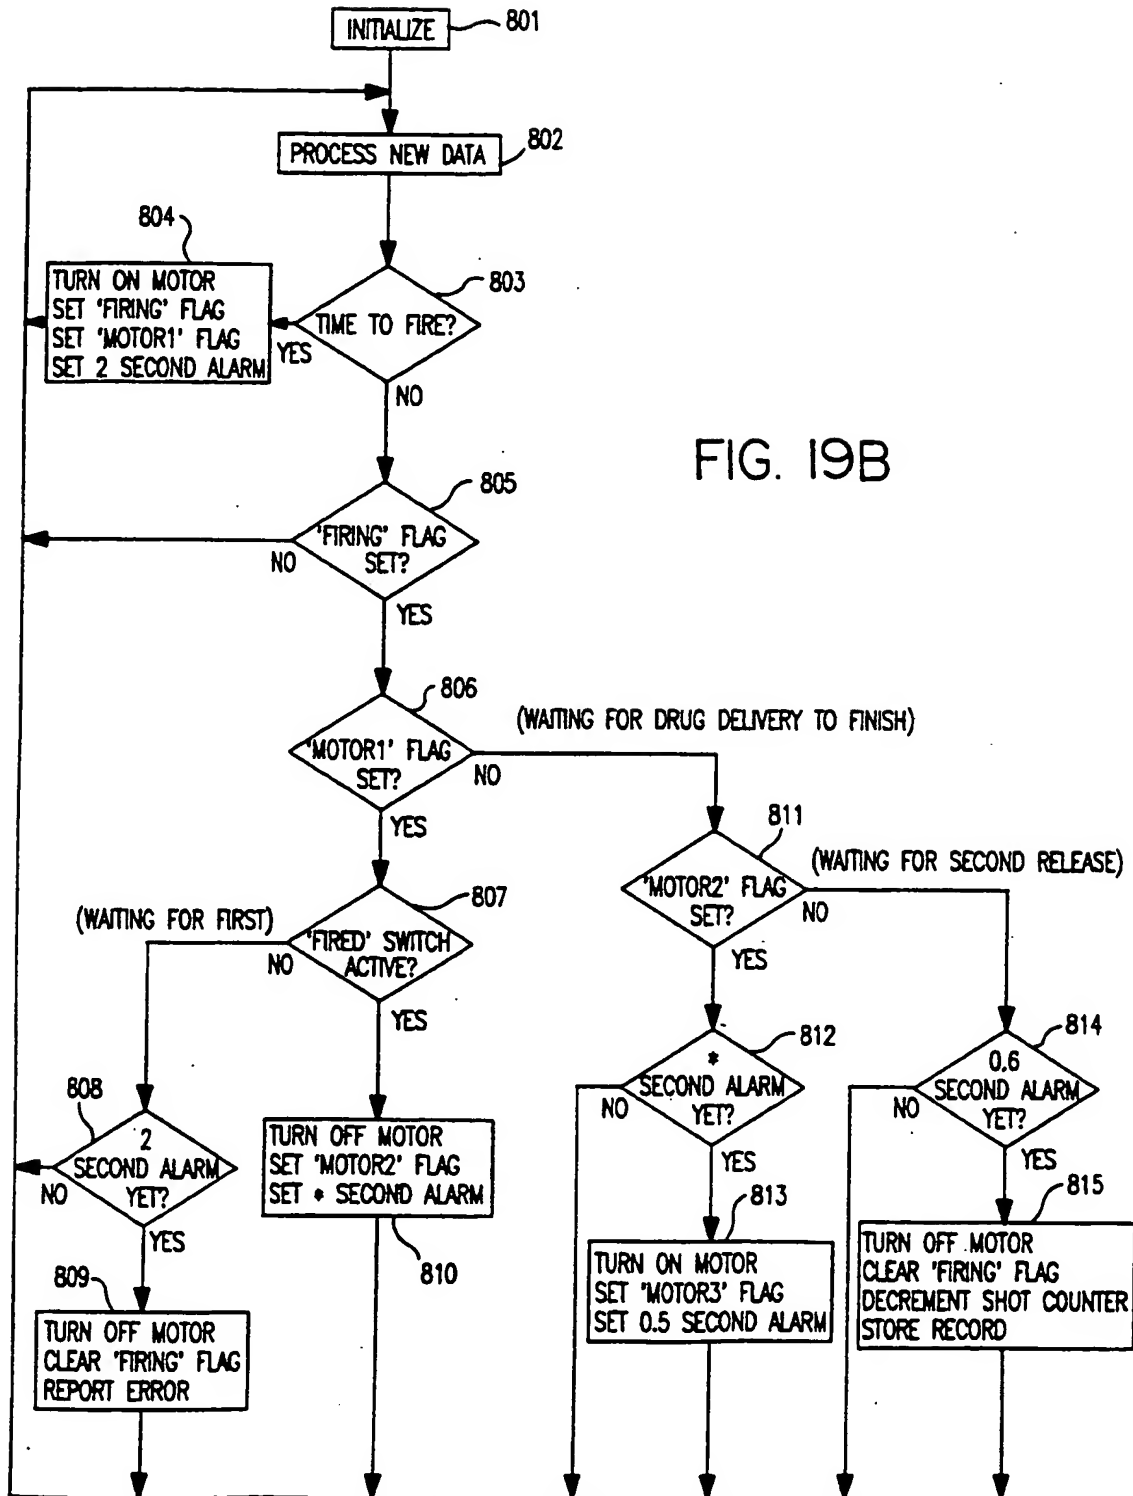 INITIALIZE
801
PROCESS NEW DATA
802
804
TURN ON MOTOR
SET 'FIRING' FLAG
SET 'MOTOR1' FLAG
SET 2 SECOND ALARM
803
TIME TO FIRE?
YES
NO
FIG. 19B
805
'FIRING' FLAG
SET?
NO
YES
806
'MOTOR1' FLAG
SET?
(WAITING FOR DRUG DELIVERY TO FINISH)
NO
YES
811
'MOTOR2' FLAG
SET?
(WAITING FOR SECOND RELEASE)
NO
YES
807
(WAITING FOR FIRST)
'FIRED' SWITCH
ACTIVE?
NO
YES
812
*
SECOND ALARM
YET?
NO
YES
814
0.6
SECOND ALARM
YET?
NO
YES
808
2
SECOND ALARM
YET?
NO
YES
TURN OFF MOTOR
SET 'MOTOR2' FLAG
SET * SECOND ALARM
810
813
TURN ON MOTOR
SET 'MOTOR3' FLAG
SET 0.5 SECOND ALARM
815
TURN OFF MOTOR
CLEAR 'FIRING' FLAG
DECREMENT SHOT COUNTER
STORE RECORD
809
TURN OFF MOTOR
CLEAR 'FIRING' FLAG
REPORT ERROR